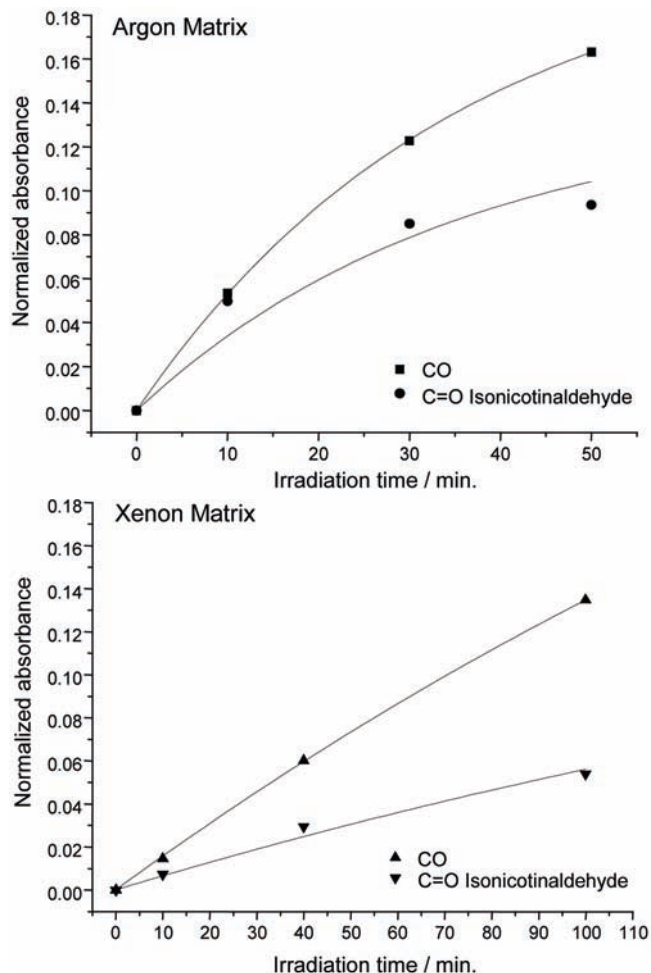 Argon Matrix
Normalized absorbance
0.18
0.16
0.14
0.12
0.10
0.08
0.06
0.04
0.02
0.00
CO
C=O Isonicotinaldehyde
0 10 20 30 40 50
Irradiation time / min.
Xenon Matrix
Normalized absorbance
0.18
0.16
0.14
0.12
0.10
0.08
0.06
0.04
0.02
0.00
CO
C=O Isonicotinaldehyde
0 10 20 30 40 50 60 70 80 90 100 110
Irradiation time / min.